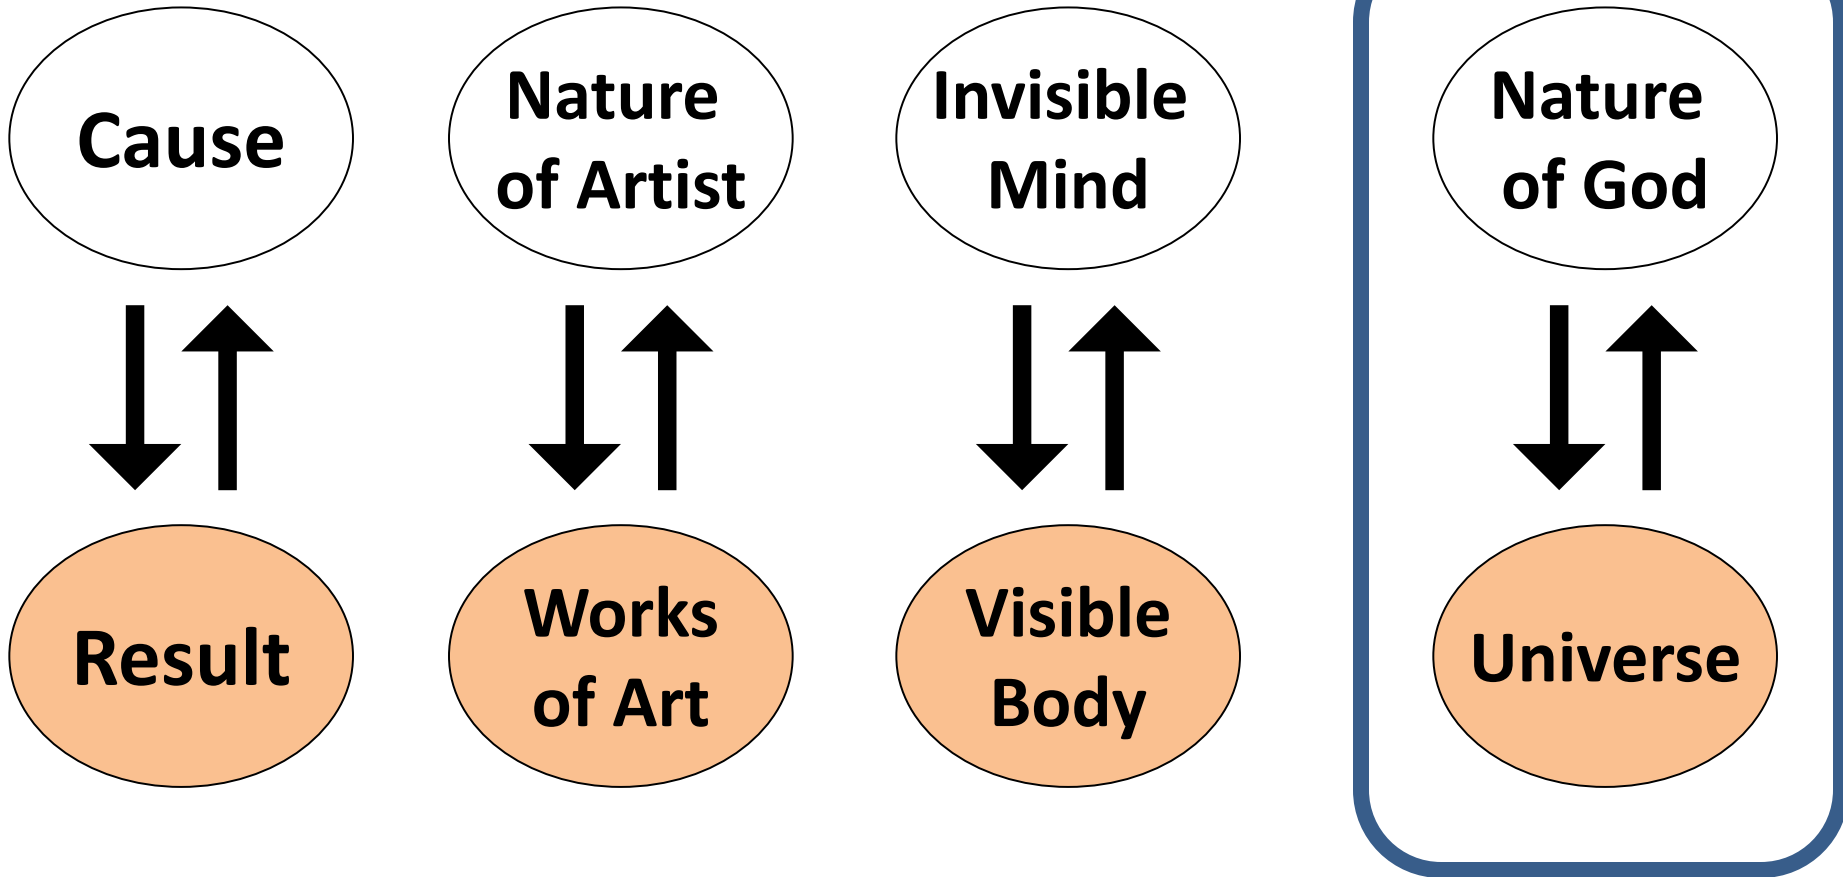 Cause
Nature
of Artist
Invisible
Mind
Nature
of God
Result
Works
of Art
Visible
Body
Universe